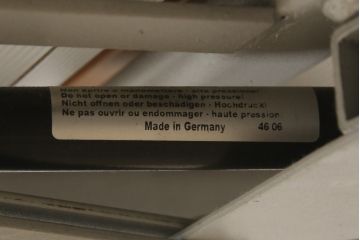 Do not open or damage - high pressure!
Nicht öffnen oder beschädigen - Hochdruck!
Ne pas ouvrir ou endommager - haute pression
Made in Germany 46 06